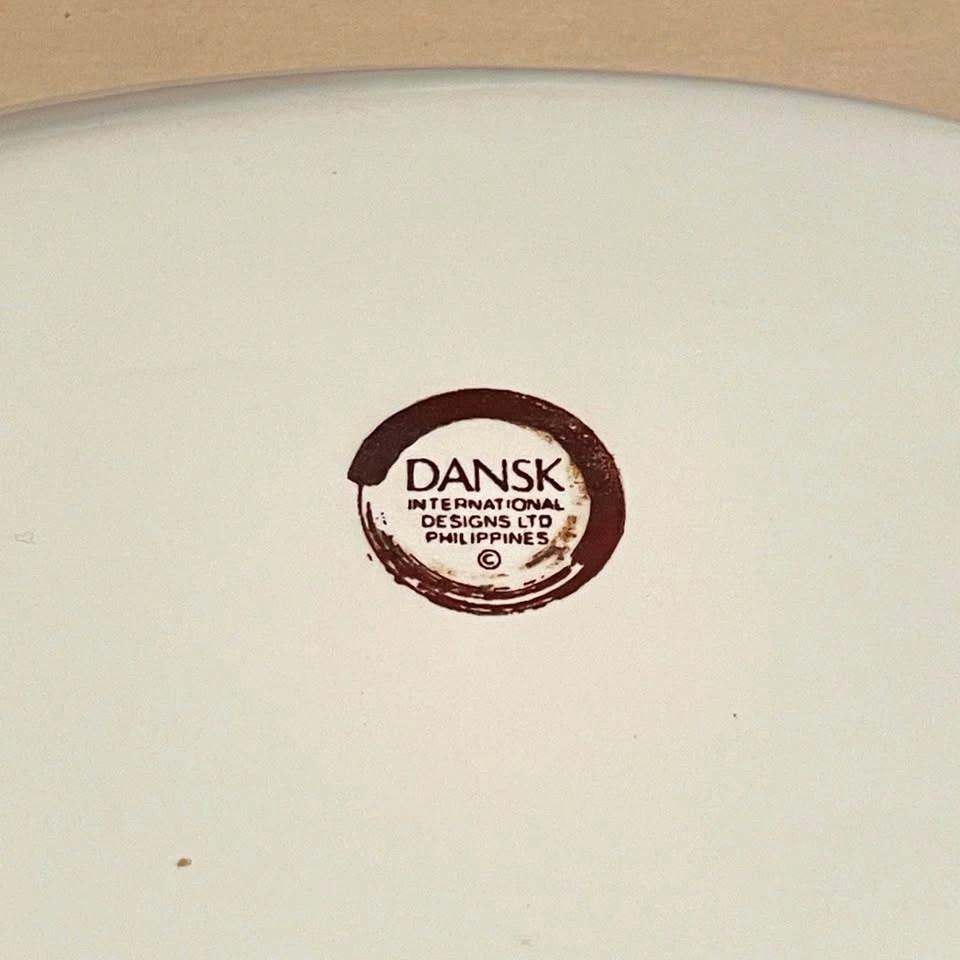 DANSK
INTERNATIONAL
DESIGNS LTD
PHILIPPINES
©